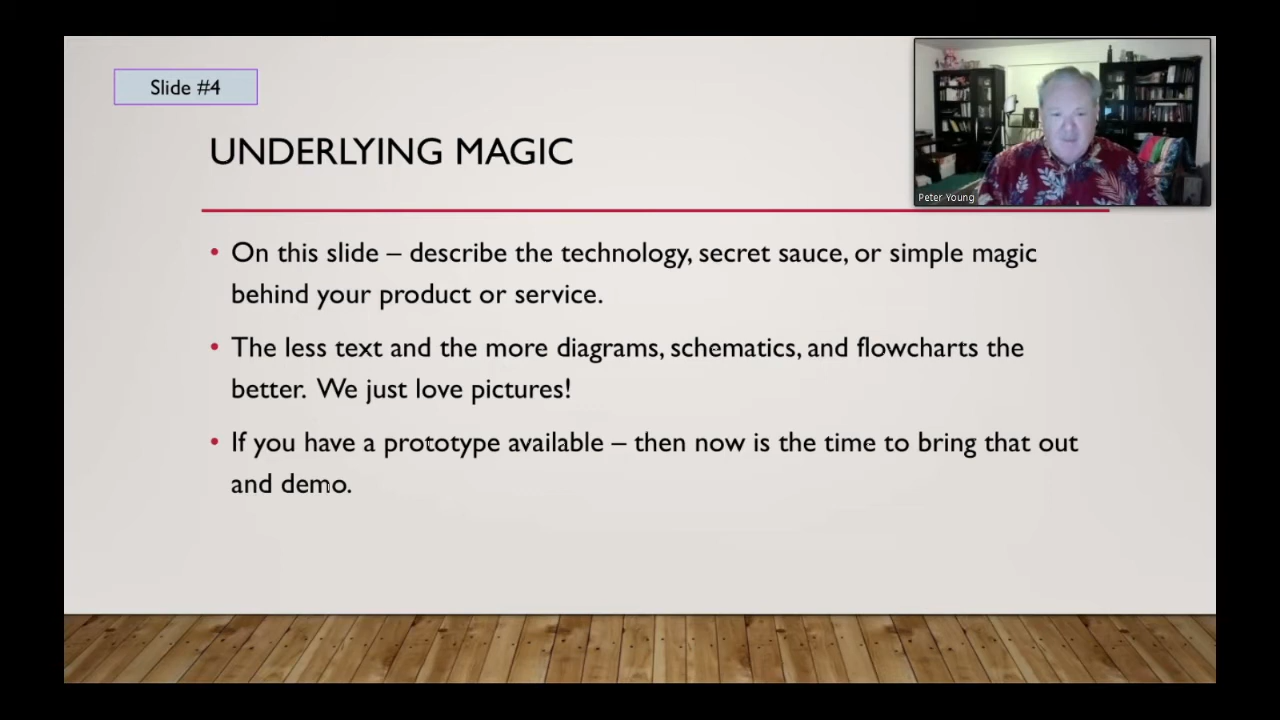 Slide #4
UNDERLYING MAGIC
Peter Young
• On this slide – describe the technology, secret sauce, or simple magic
behind your product or service.
• The less text and the more diagrams, schematics, and flowcharts the
better. We just love pictures!
• If you have a prototype available – then now is the time to bring that out
and demo.